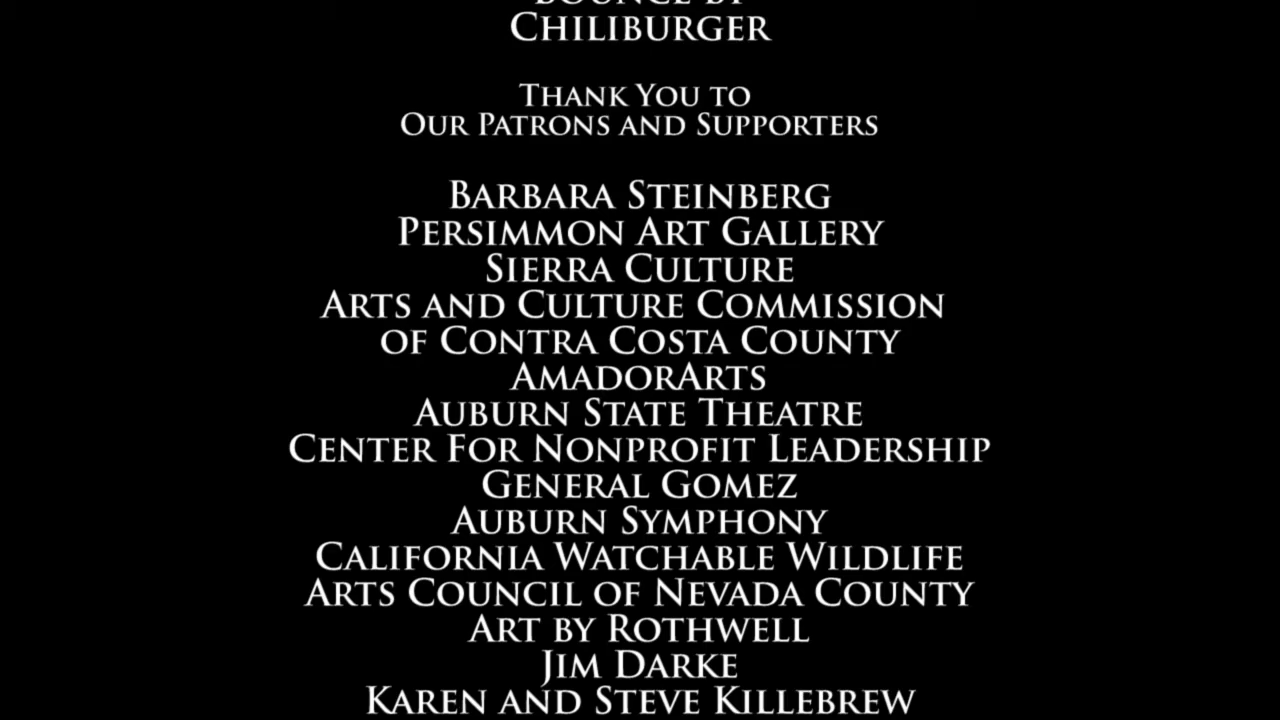 Bounce by
Chiliburger
Thank You to
Our Patrons and Supporters
Barbara Steinberg
Persimmon Art Gallery
Sierra Culture
Arts and Culture Commission
of Contra Costa County
AmadorArts
Auburn State Theatre
Center For Nonprofit Leadership
General Gomez
Auburn Symphony
California Watchable Wildlife
Arts Council of Nevada County
Art by Rothwell
Jim Darke
Karen and Steve Killebrew